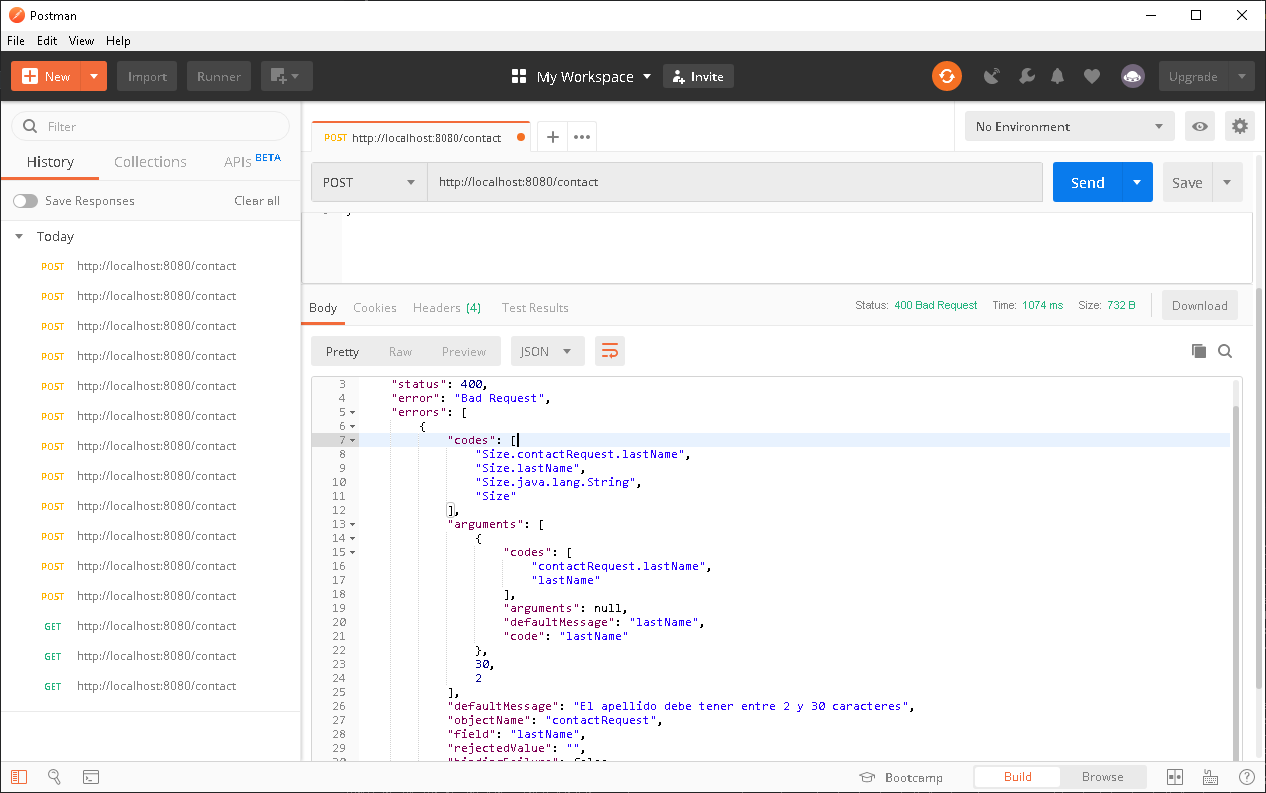 Postman
File Edit View Help
New Import Runner My Workspace Invite Upgrade
Filter
History Collections APIs BETA
Save Responses Clear all
Today
POST http://localhost:8080/contact
POST http://localhost:8080/contact
POST http://localhost:8080/contact
POST http://localhost:8080/contact
POST http://localhost:8080/contact
POST http://localhost:8080/contact
POST http://localhost:8080/contact
POST http://localhost:8080/contact
POST http://localhost:8080/contact
POST http://localhost:8080/contact
POST http://localhost:8080/contact
POST http://localhost:8080/contact
GET http://localhost:8080/contact
GET http://localhost:8080/contact
GET http://localhost:8080/contact
POST http://localhost:8080/contact
No Environment
POST http://localhost:8080/contact Send Save
Body Cookies Headers (4) Test Results Status: 400 Bad Request Time: 1074 ms Size: 732 B Download
Pretty Raw Preview JSON
3 "status": 400,
4 "error": "Bad Request",
5 "errors": [
6 {
7 "codes": [
8 "Size.contactRequest.lastName",
9 "Size.lastName",
10 "Size.java.lang.String",
11 "Size"
12 ],
13 "arguments": [
14 {
15 "codes": [
16 "contactRequest.lastName",
17 "lastName"
18 ],
19 "arguments": null,
20 "defaultMessage": "lastName",
21 "code": "lastName"
22 },
23 30,
24 2
25 ],
26 "defaultMessage": "El apellido debe tener entre 2 y 30 caracteres",
27 "objectName": "contactRequest",
28 "field": "lastName",
29 "rejectedValue": "",
Bootcamp Build Browse